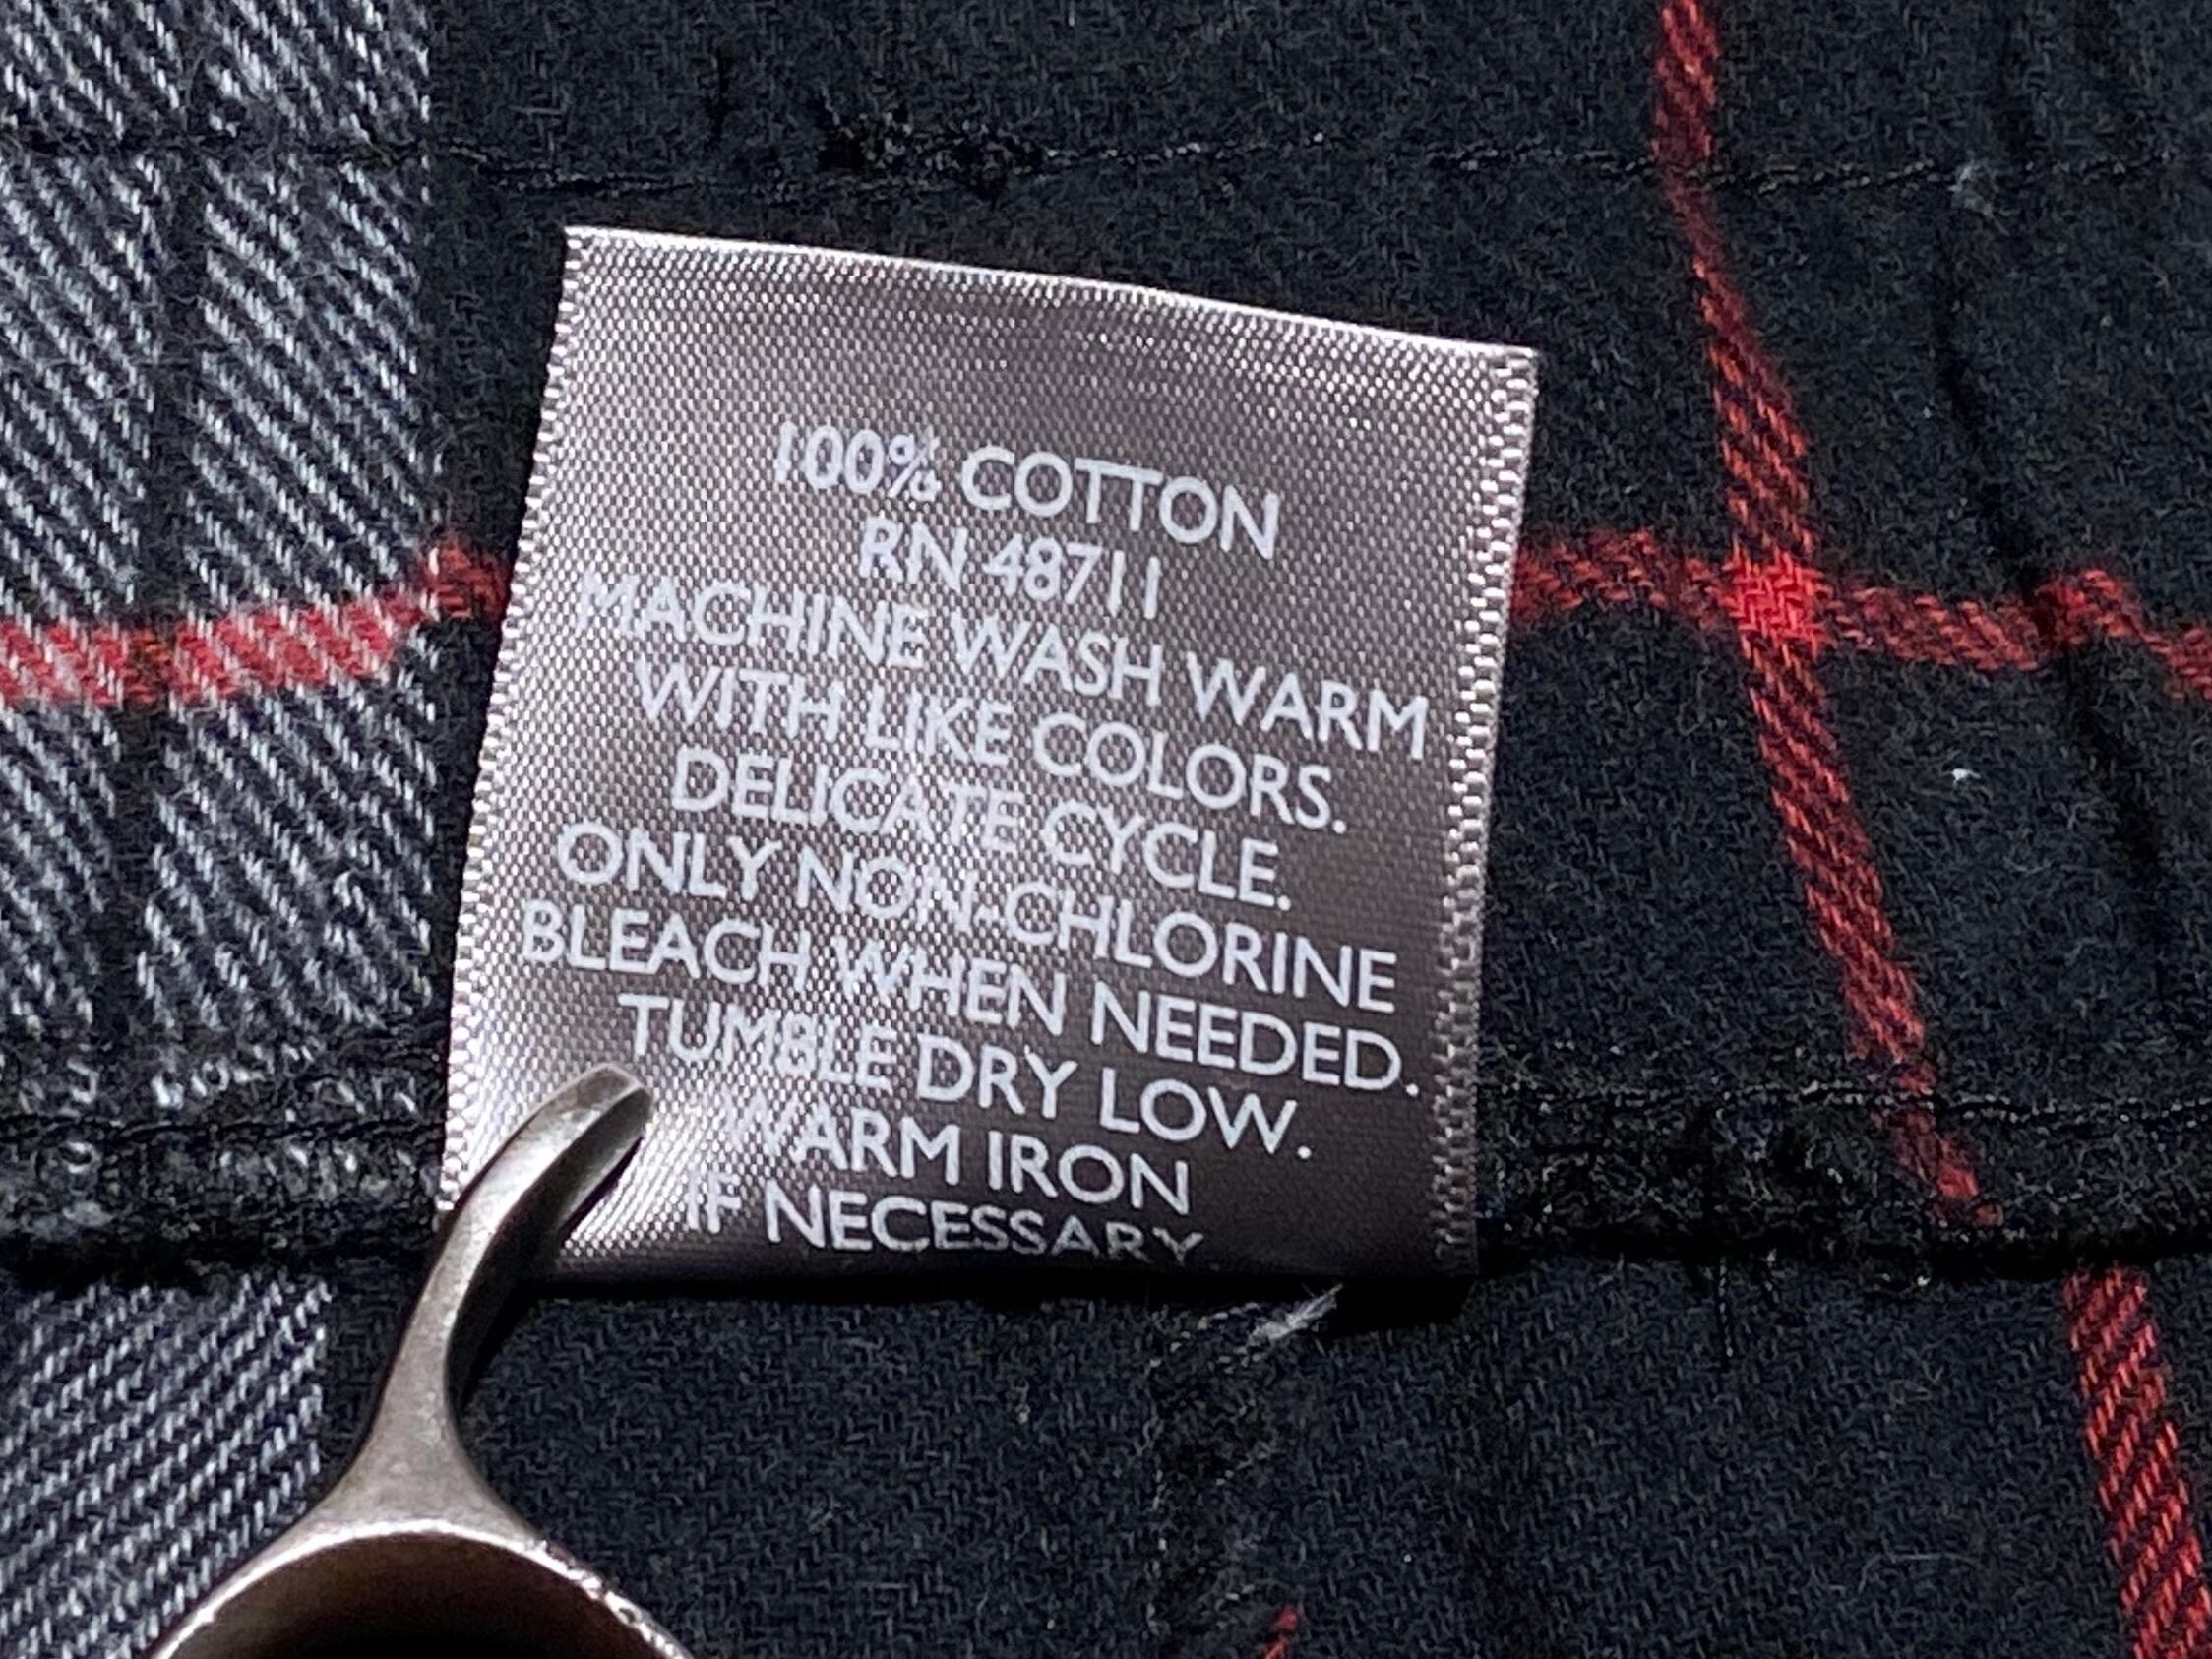 100% COTTON
RN 48711
MACHINE WASH WARM
WITH LIKE COLORS.
DELICATE CYCLE.
ONLY NON-CHLORINE
BLEACH WHEN NEEDED.
TUMBLE DRY LOW.
WARM IRON
IF NECESSARY